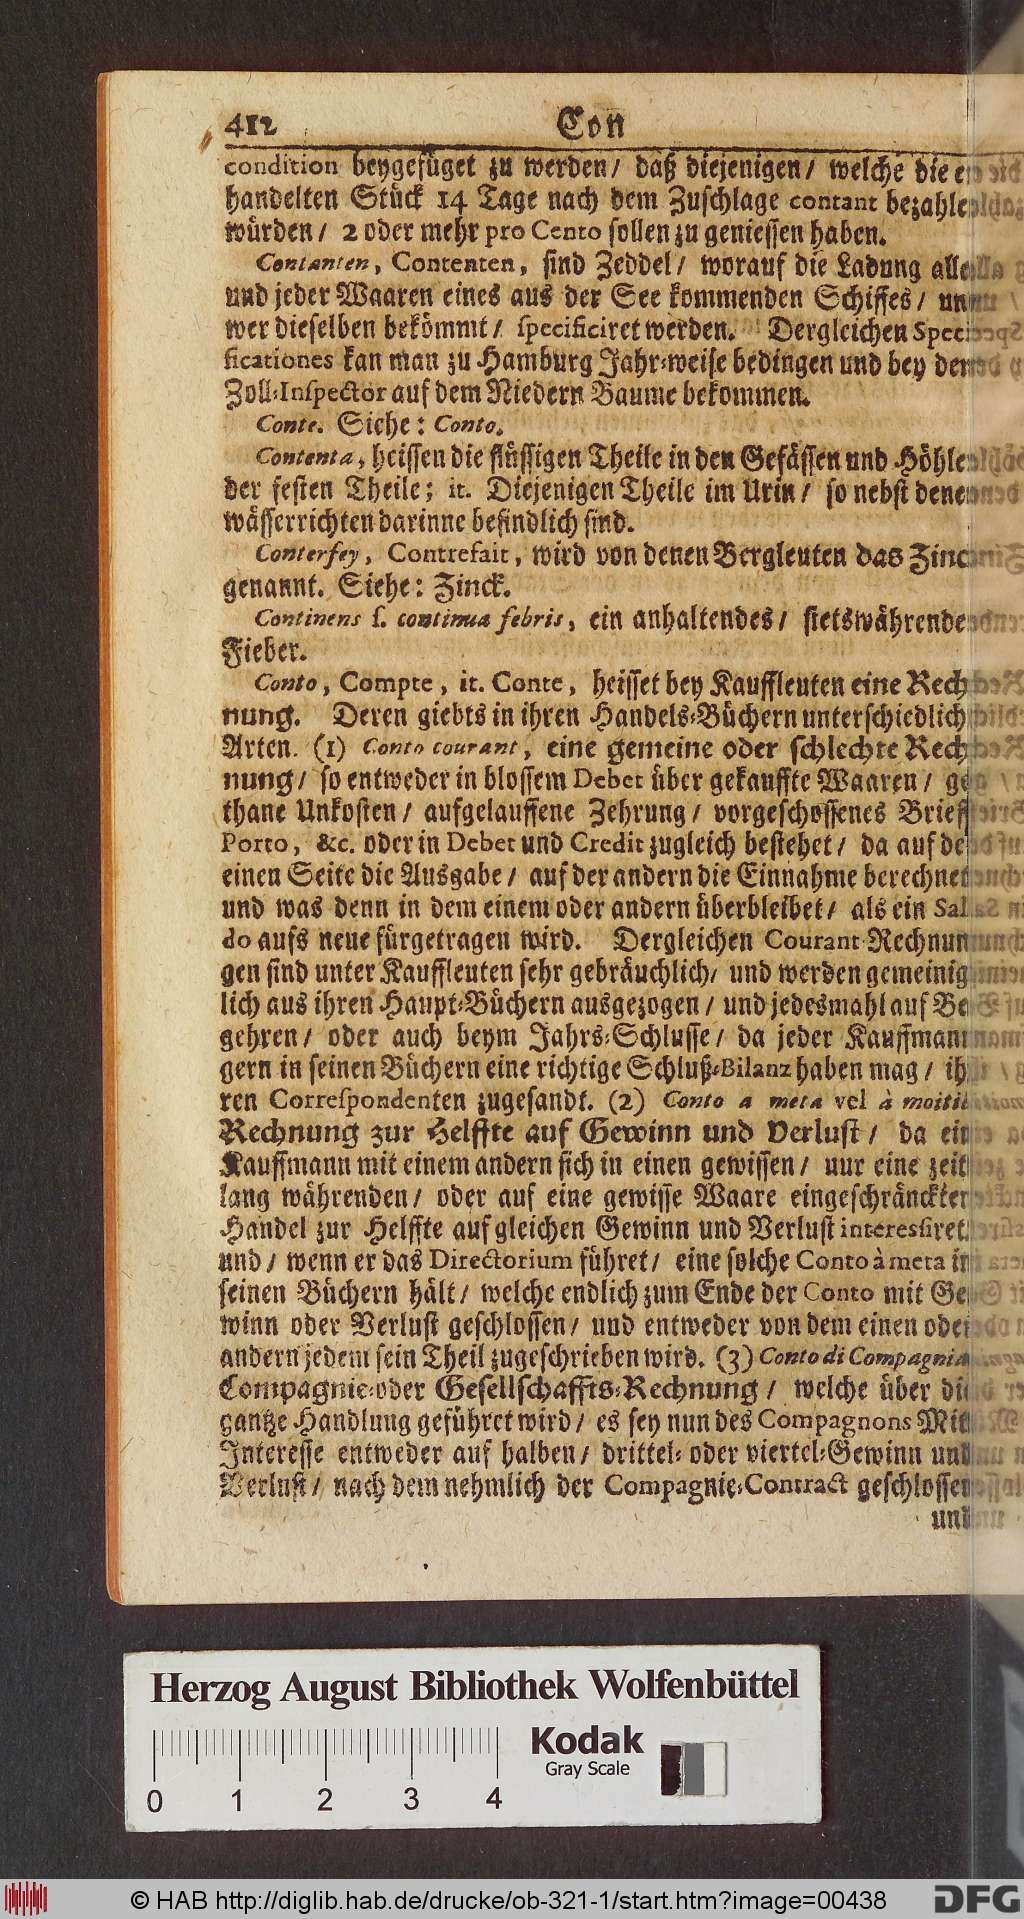 412 Con
condition beygefüget zu werden/ daß diejenigen/ welche die er
handelten Stück 14 Tage nach dem Zuschlage contant bezahle
würden/ 2 oder mehr pro Cento sollen zu geniessen haben.
Contanten, Contenten, sind Zeddel/ worauf die Ladung alle
und jeder Waaren eines aus der See kommenden Schiffes/ un
wer dieselben bekömmt/ specificiret werden. Dergleichen Speci
ficationes kan man zu Hamburg Jahr-weise bedingen und bey dem
Zoll-Inspector auf dem Niedern Baume bekommen.
Conte. Siehe: Conto.
Contenta, heissen die flüssigen Theile in den Gefässen und Höhle
der festen Theile; it. Diejenigen Theile im Urin/ so nebst denen
wässerrichten darinne befindlich sind.
Conterfey, Contrefait, wird von denen Bergleuten das Zinc
genannt. Siehe: Zinck.
Continens s. continua febris, ein anhaltendes/ stetswährende
Fieber.
Conto, Compte, it. Conte, heisset bey Kauffleuten eine Rech
nung. Deren giebts in ihren Handels-Büchern unterschiedlich
Arten. (1) Conto courant, eine gemeine oder schlechte Rech
nung/ so entweder in blossem Debet über gekauffte Waaren/ ge
thane Unkosten/ aufgelauffene Zehrung/ vorgeschossenes Brieff
Porto, &c. oder in Debet und Credit zugleich bestehet/ da auf de
einen Seite die Ausgabe/ auf der andern die Einnahme berechnet
und was denn in dem einem oder andern überbleibet/ als ein Sal
do aufs neue fürgetragen wird. Dergleichen Courant-Rechnun
gen sind unter Kauffleuten sehr gebräuchlich/ und werden gemeinig
lich aus ihren Haupt-Büchern ausgezogen/ und jedesmahl auf Be
gehren/ oder auch beym Jahrs-Schlusse/ da jeder Kauffmann
gern in seinen Büchern eine richtige Schluß-Bilanz haben mag/ ih
ren Correspondenten zugesandt. (2) Conto a meta vel à moitié
Rechnung zur Helffte auf Gewinn und Verlust/ da ein
Kauffmann mit einem andern sich in einen gewissen/ nur eine zeit
lang währenden/ oder auf eine gewisse Waare eingeschränckten
Handel zur Helffte auf gleichen Gewinn und Verlust interessiret
und/ wenn er das Directorium führet/ eine solche Conto à meta in
seinen Büchern hält/ welche endlich zum Ende der Conto mit Ge
winn oder Verlust geschlossen/ und entweder von dem einen oder
andern jedem sein Theil zugeschrieben wird. (3) Conto di Compagnia
Compagnie-oder Gesellschaffts-Rechnung/ welche über die
gantze Handlung geführet wird/ es sey nun des Compagnons Mit
Interesse entweder auf halben/ drittel- oder viertel-Gewinn und
Verlust/ nach dem nehmlich der Compagnie-Contract geschlossen
und
Herzog August Bibliothek Wolfenbüttel
Kodak
Gray Scale
0 1 2 3 4
© HAB http://diglib.hab.de/drucke/ob-321-1/start.htm?image=00438
DFG